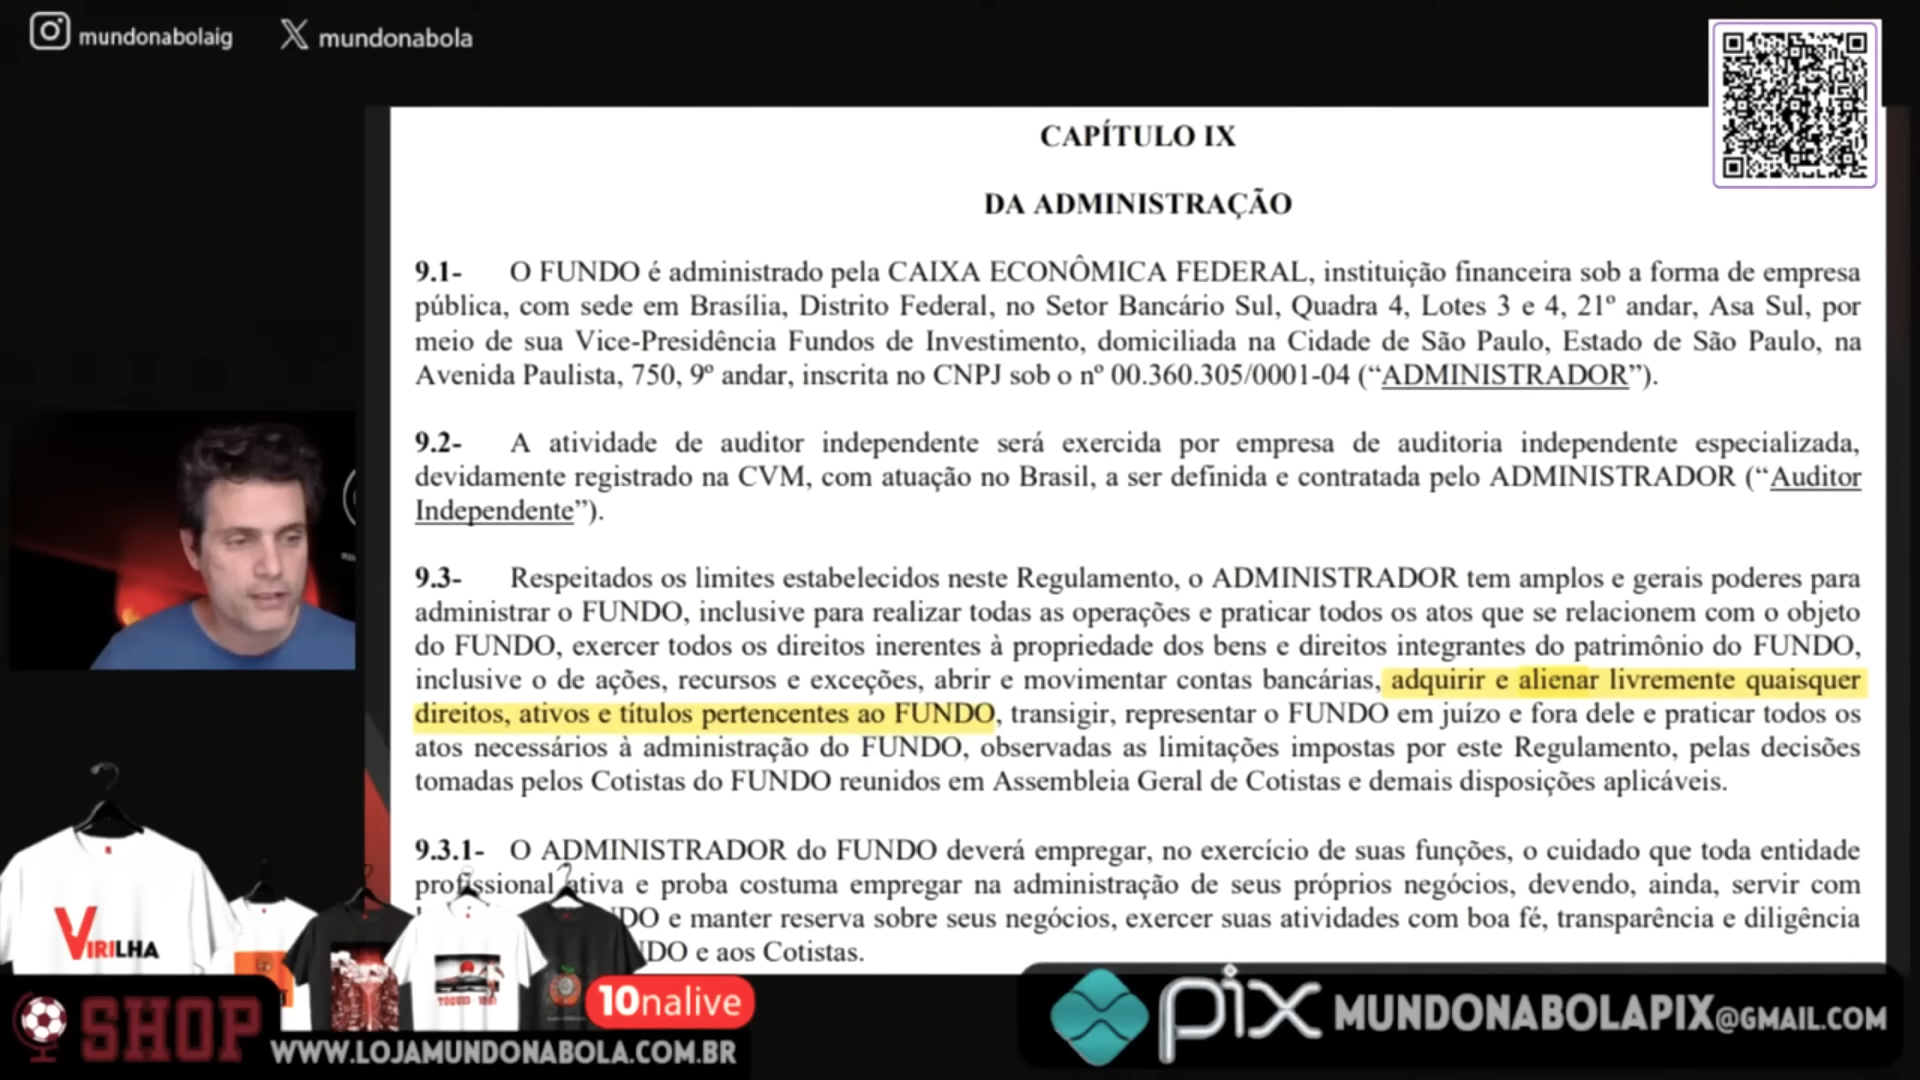 mundonabolaig
mundonabola
CAPÍTULO IX
DA ADMINISTRAÇÃO
9.1- O FUNDO é administrado pela CAIXA ECONÔMICA FEDERAL, instituição financeira sob a forma de empresa
pública, com sede em Brasília, Distrito Federal, no Setor Bancário Sul, Quadra 4, Lotes 3 e 4, 21º andar, Asa Sul, por
meio de sua Vice-Presidência Fundos de Investimento, domiciliada na Cidade de São Paulo, Estado de São Paulo, na
Avenida Paulista, 750, 9º andar, inscrita no CNPJ sob o nº 00.360.305/0001-04 (“ADMINISTRADOR”).
9.2- A atividade de auditor independente será exercida por empresa de auditoria independente especializada,
devidamente registrado na CVM, com atuação no Brasil, a ser definida e contratada pelo ADMINISTRADOR (“Auditor
Independente”).
9.3- Respeitados os limites estabelecidos neste Regulamento, o ADMINISTRADOR tem amplos e gerais poderes para
administrar o FUNDO, inclusive para realizar todas as operações e praticar todos os atos que se relacionem com o objeto
do FUNDO, exercer todos os direitos inerentes à propriedade dos bens e direitos integrantes do patrimônio do FUNDO,
inclusive o de ações, recursos e exceções, abrir e movimentar contas bancárias, adquirir e alienar livremente quaisquer
direitos, ativos e títulos pertencentes ao FUNDO, transigir, representar o FUNDO em juízo e fora dele e praticar todos os
atos necessários à administração do FUNDO, observadas as limitações impostas por este Regulamento, pelas decisões
tomadas pelos Cotistas do FUNDO reunidos em Assembleia Geral de Cotistas e demais disposições aplicáveis.
9.3.1- O ADMINISTRADOR do FUNDO deverá empregar, no exercício de suas funções, o cuidado que toda entidade
profissional ativa e proba costuma empregar na administração de seus próprios negócios, devendo, ainda, servir com
DO e manter reserva sobre seus negócios, exercer suas atividades com boa fé, transparência e diligência
DO e aos Cotistas.
VIRILHA
SHOP
10nalive
WWW.LOJAMUNDONABOLA.COM.BR
pix MUNDONABOLAPIX@GMAIL.COM